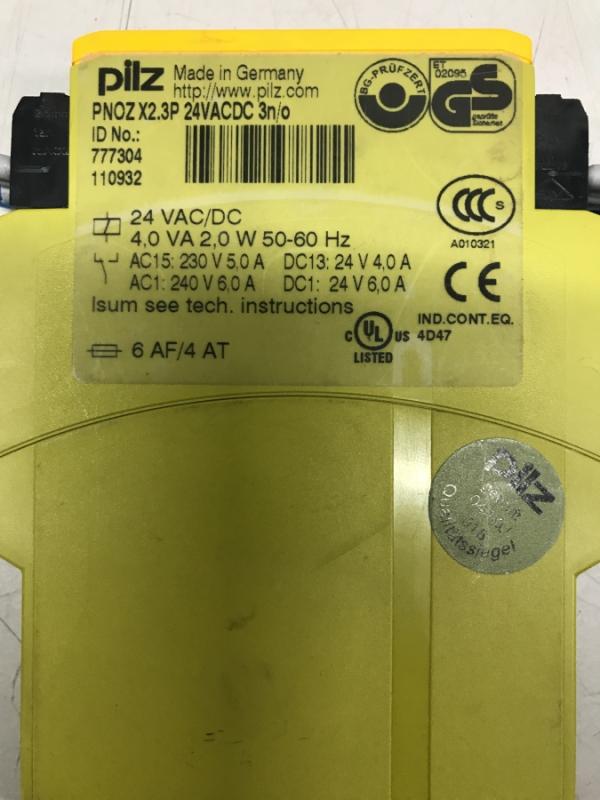 pilz Made in Germany
http://www.pilz.com
PNOZ X2.3P 24VACDC 3n/o
ID No.:
777304
110932
BG-PRÜFZERT
ET
02095
GS
geprüfte
Sicherheit
CCC S
A010321
24 VAC/DC
4,0 VA 2,0 W 50-60 Hz
AC15: 230 V 5,0 A DC13: 24 V 4,0 A
AC1: 240 V 6,0 A DC1: 24 V 6,0 A
Isum see tech. instructions
6 AF/4 AT
CE
IND.CONT.EQ.
C UL US 4D47
LISTED
pilz
Qualitätssiegel